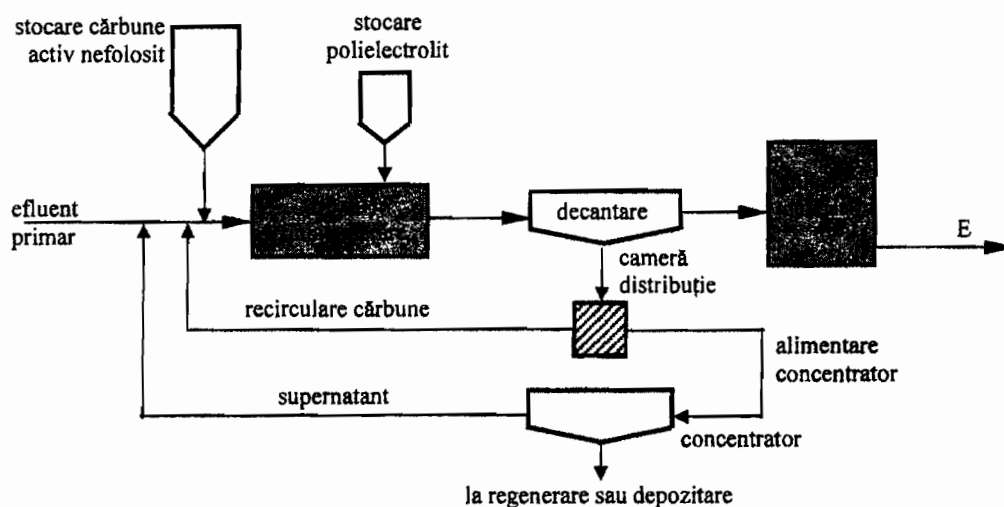 stocare cărbune
activ nefolosit
stocare
polielectrolit
efluent
primar
decantare
E
cameră
distribuție
recirculare cărbune
alimentare
concentrator
supernatant
concentrator
la regenerare sau depozitare